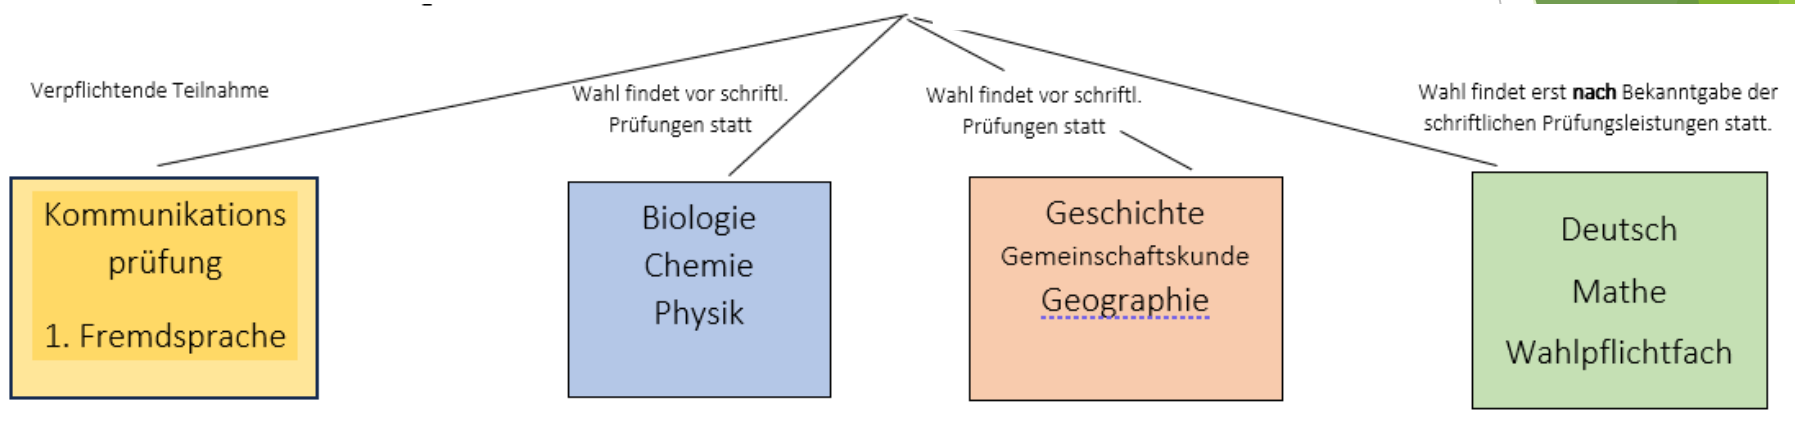 Verpflichtende Teilnahme
Wahl findet vor schriftl.
Prüfungen statt
Wahl findet vor schriftl.
Prüfungen statt
Wahl findet erst nach Bekanntgabe der
schriftlichen Prüfungsleistungen statt.
Kommunikations
prüfung
1. Fremdsprache
Biologie
Chemie
Physik
Geschichte
Gemeinschaftskunde
Geographie
Deutsch
Mathe
Wahlpflichtfach